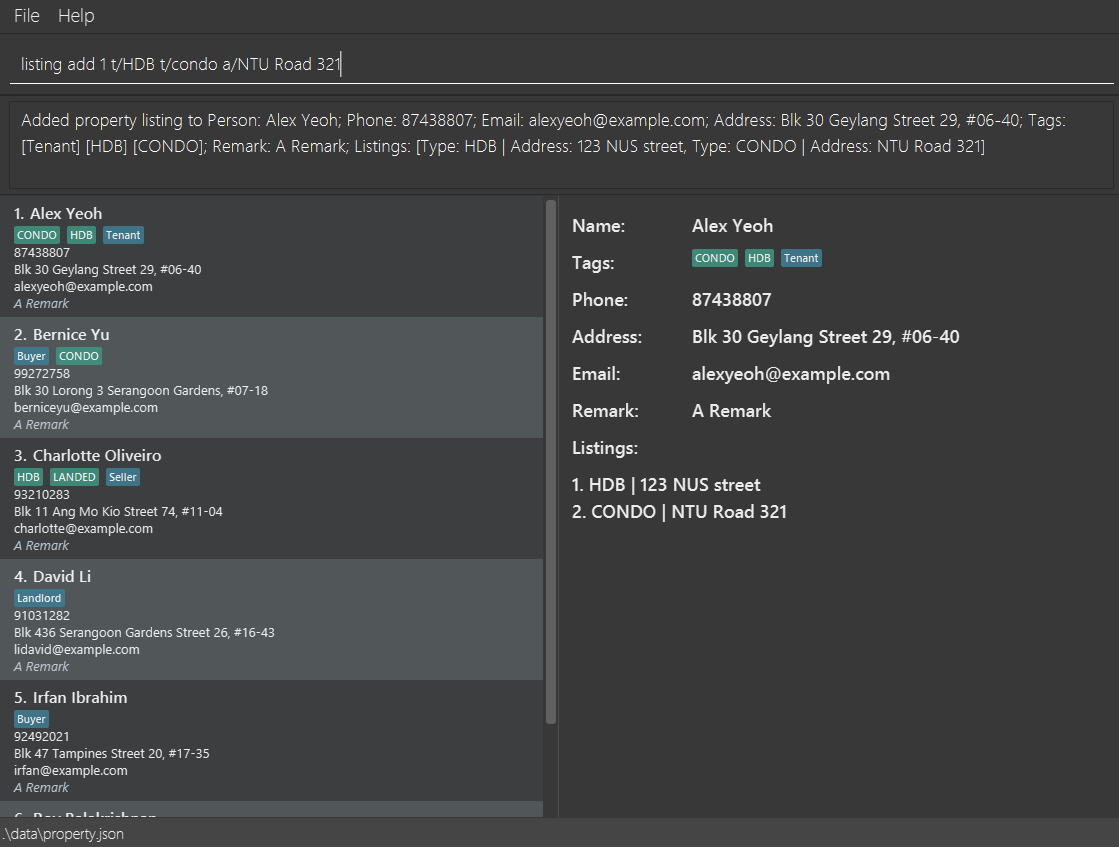 File Help
listing add 1 t/HDB t/condo a/NTU Road 321
Added property listing to Person: Alex Yeoh; Phone: 87438807; Email: alexyeoh@example.com; Address: Blk 30 Geylang Street 29, #06-40; Tags:
[Tenant] [HDB] [CONDO]; Remark: A Remark; Listings: [Type: HDB | Address: 123 NUS street, Type: CONDO | Address: NTU Road 321]
1. Alex Yeoh
CONDO HDB Tenant
87438807
Blk 30 Geylang Street 29, #06-40
alexyeoh@example.com
A Remark
2. Bernice Yu
Buyer CONDO
99272758
Blk 30 Lorong 3 Serangoon Gardens, #07-18
berniceyu@example.com
A Remark
3. Charlotte Oliveiro
HDB LANDED Seller
93210283
Blk 11 Ang Mo Kio Street 74, #11-04
charlotte@example.com
A Remark
4. David Li
Landlord
91031282
Blk 436 Serangoon Gardens Street 26, #16-43
lidavid@example.com
A Remark
5. Irfan Ibrahim
Buyer
92492021
Blk 47 Tampines Street 20, #17-35
irfan@example.com
A Remark
6. Roy Balakrishnan
Name: Alex Yeoh
Tags: CONDO HDB Tenant
Phone: 87438807
Address: Blk 30 Geylang Street 29, #06-40
Email: alexyeoh@example.com
Remark: A Remark
Listings:
1. HDB | 123 NUS street
2. CONDO | NTU Road 321
.\data\property.json